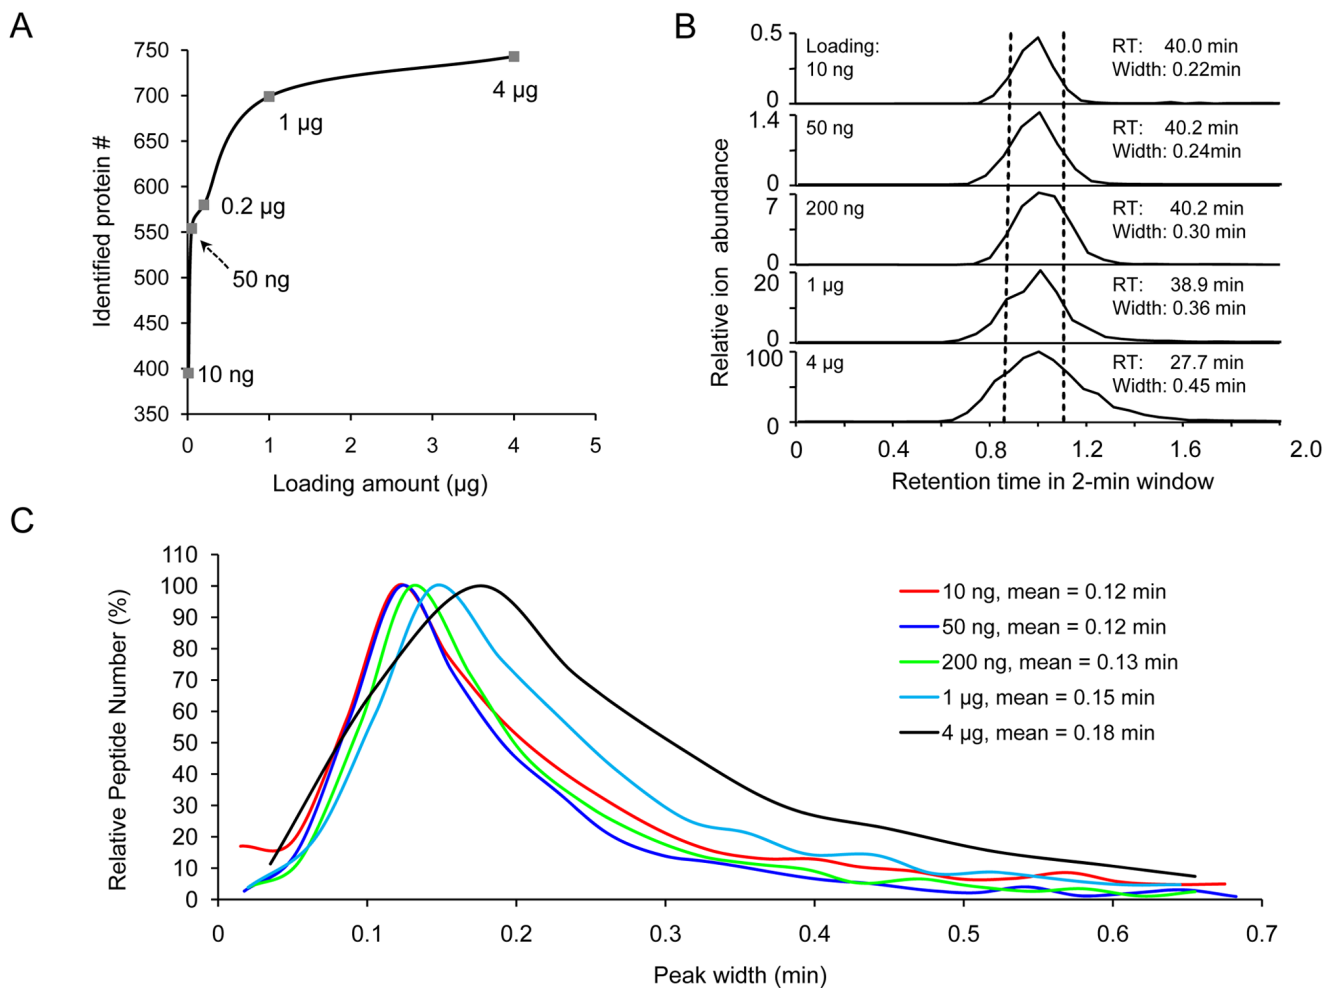 A
750
700
650
600
550
500
450
400
350
Identified protein #
4 µg
1 µg
0.2 µg
50 ng
10 ng
0 1 2 3 4 5
Loading amount (µg)
B
Relative ion abundance
0.5
0
Loading:
10 ng
RT: 40.0 min
Width: 0.22min
1.4
0
50 ng
RT: 40.2 min
Width: 0.24min
7
0
200 ng
RT: 40.2 min
Width: 0.30 min
20
0
1 µg
RT: 38.9 min
Width: 0.36 min
100
0
4 µg
RT: 27.7 min
Width: 0.45 min
0 0.4 0.8 1.2 1.6 2.0
Retention time in 2-min window
C
110
100
90
80
70
60
50
40
30
20
10
0
Relative Peptide Number (%)
10 ng, mean = 0.12 min
50 ng, mean = 0.12 min
200 ng, mean = 0.13 min
1 µg, mean = 0.15 min
4 µg, mean = 0.18 min
0 0.1 0.2 0.3 0.4 0.5 0.6 0.7
Peak width (min)